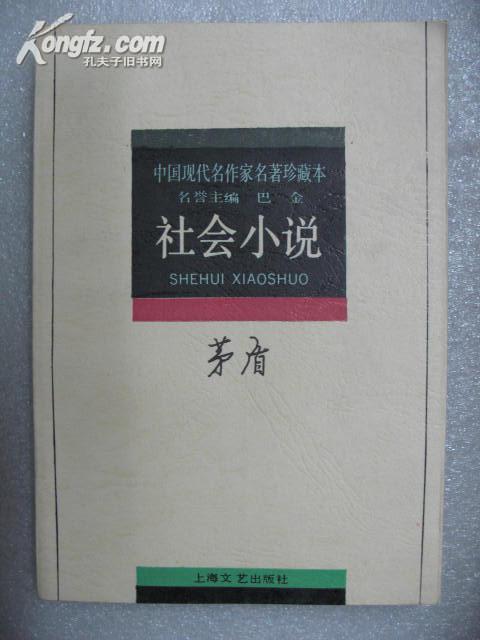 Kongfz.com
孔夫子旧书网
中国现代名作家名著珍藏本
名誉主编 巴金
社会小说
SHEHUI XIAOSHUO
茅盾
上海文艺出版社